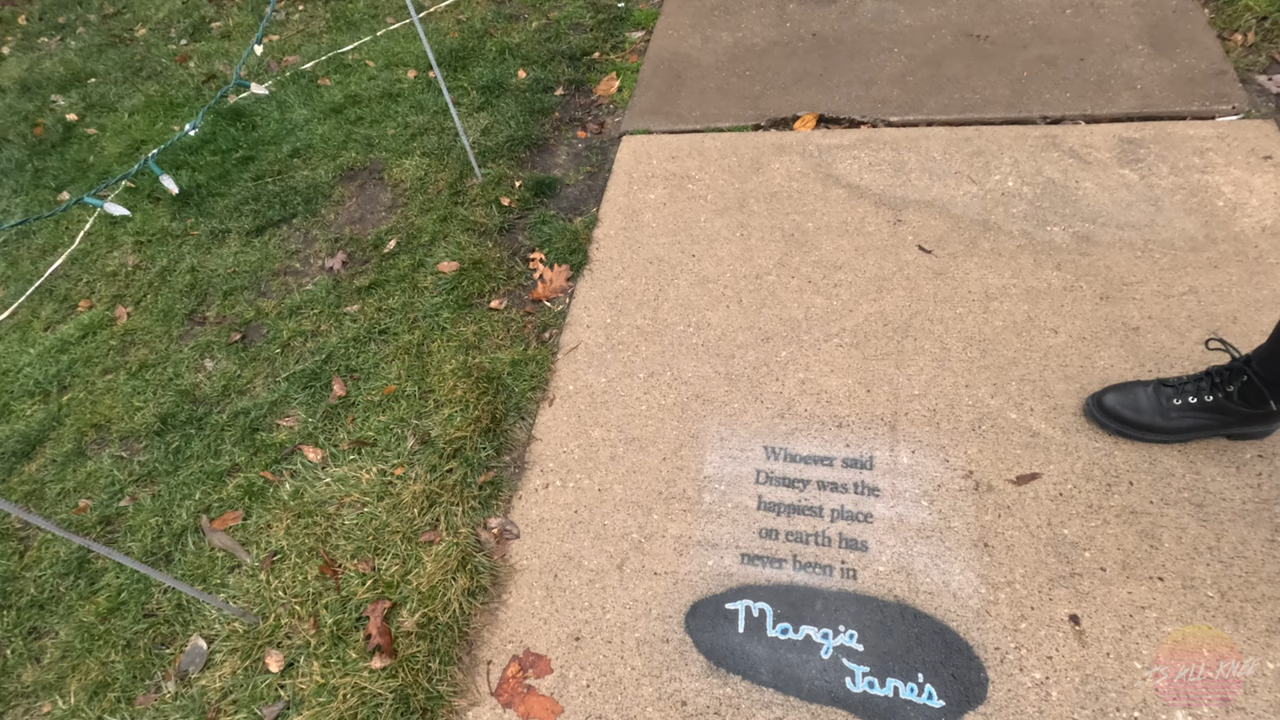 Whoever said
Disney was the
happiest place
on earth has
never been in
Margie
Jane's